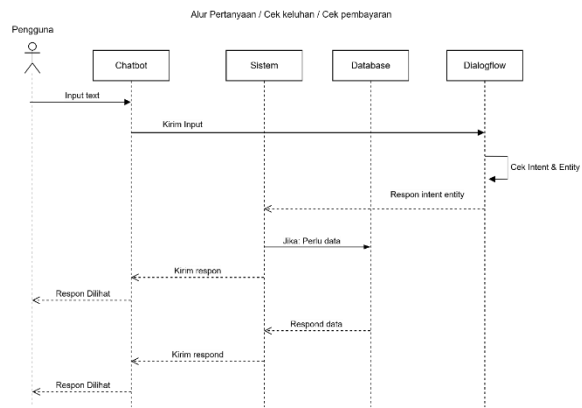 Alur Pertanyaan / Cek keluhan / Cek pembayaran
Pengguna
Chatbot
Sistem
Database
Dialogflow
Input text
Kirim Input
Cek Intent & Entity
Respon intent entity
Jika: Perlu data
Kirim respon
Respon Dilihat
Respond data
Kirim respond
Respon Dilihat